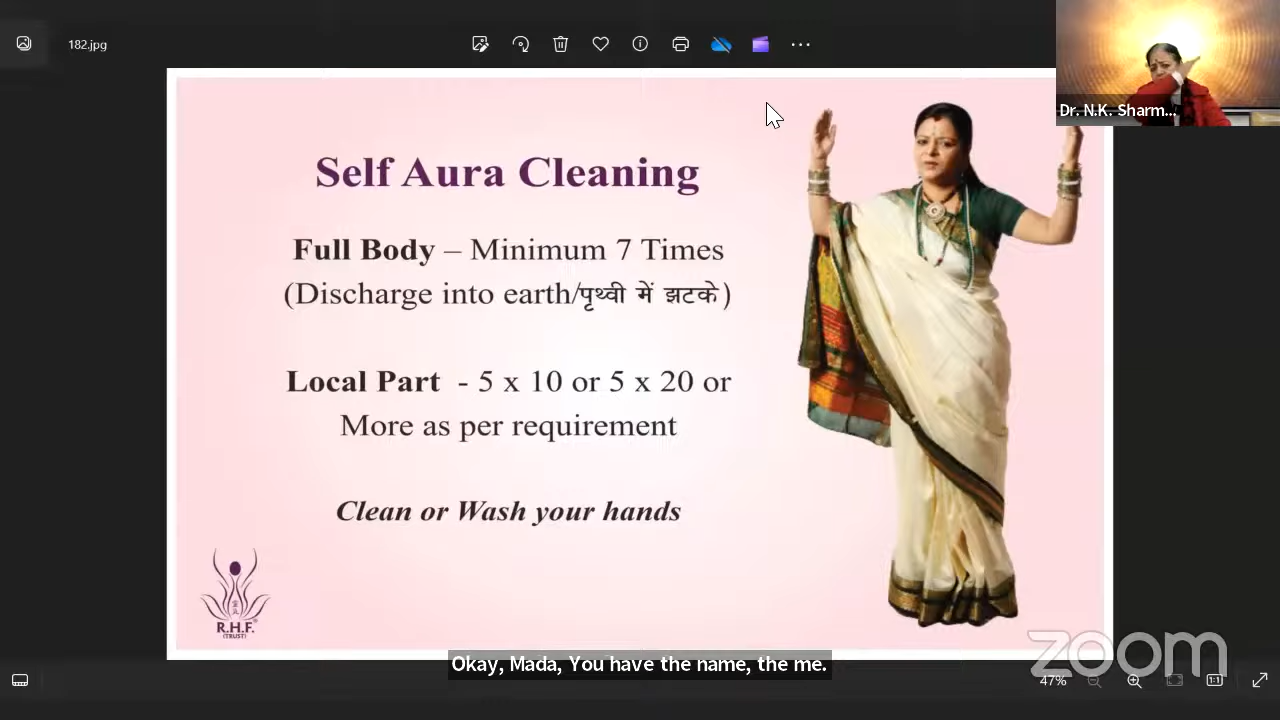 182.jpg
Dr. N.K. Sharm...
Self Aura Cleaning
Full Body – Minimum 7 Times
(Discharge into earth/पृथ्वी में झटके)
Local Part - 5 x 10 or 5 x 20 or
More as per requirement
Clean or Wash your hands
R.H.F.
(TRUST)
Okay, Mada, You have the name, the me.
zoom
47%
1:1